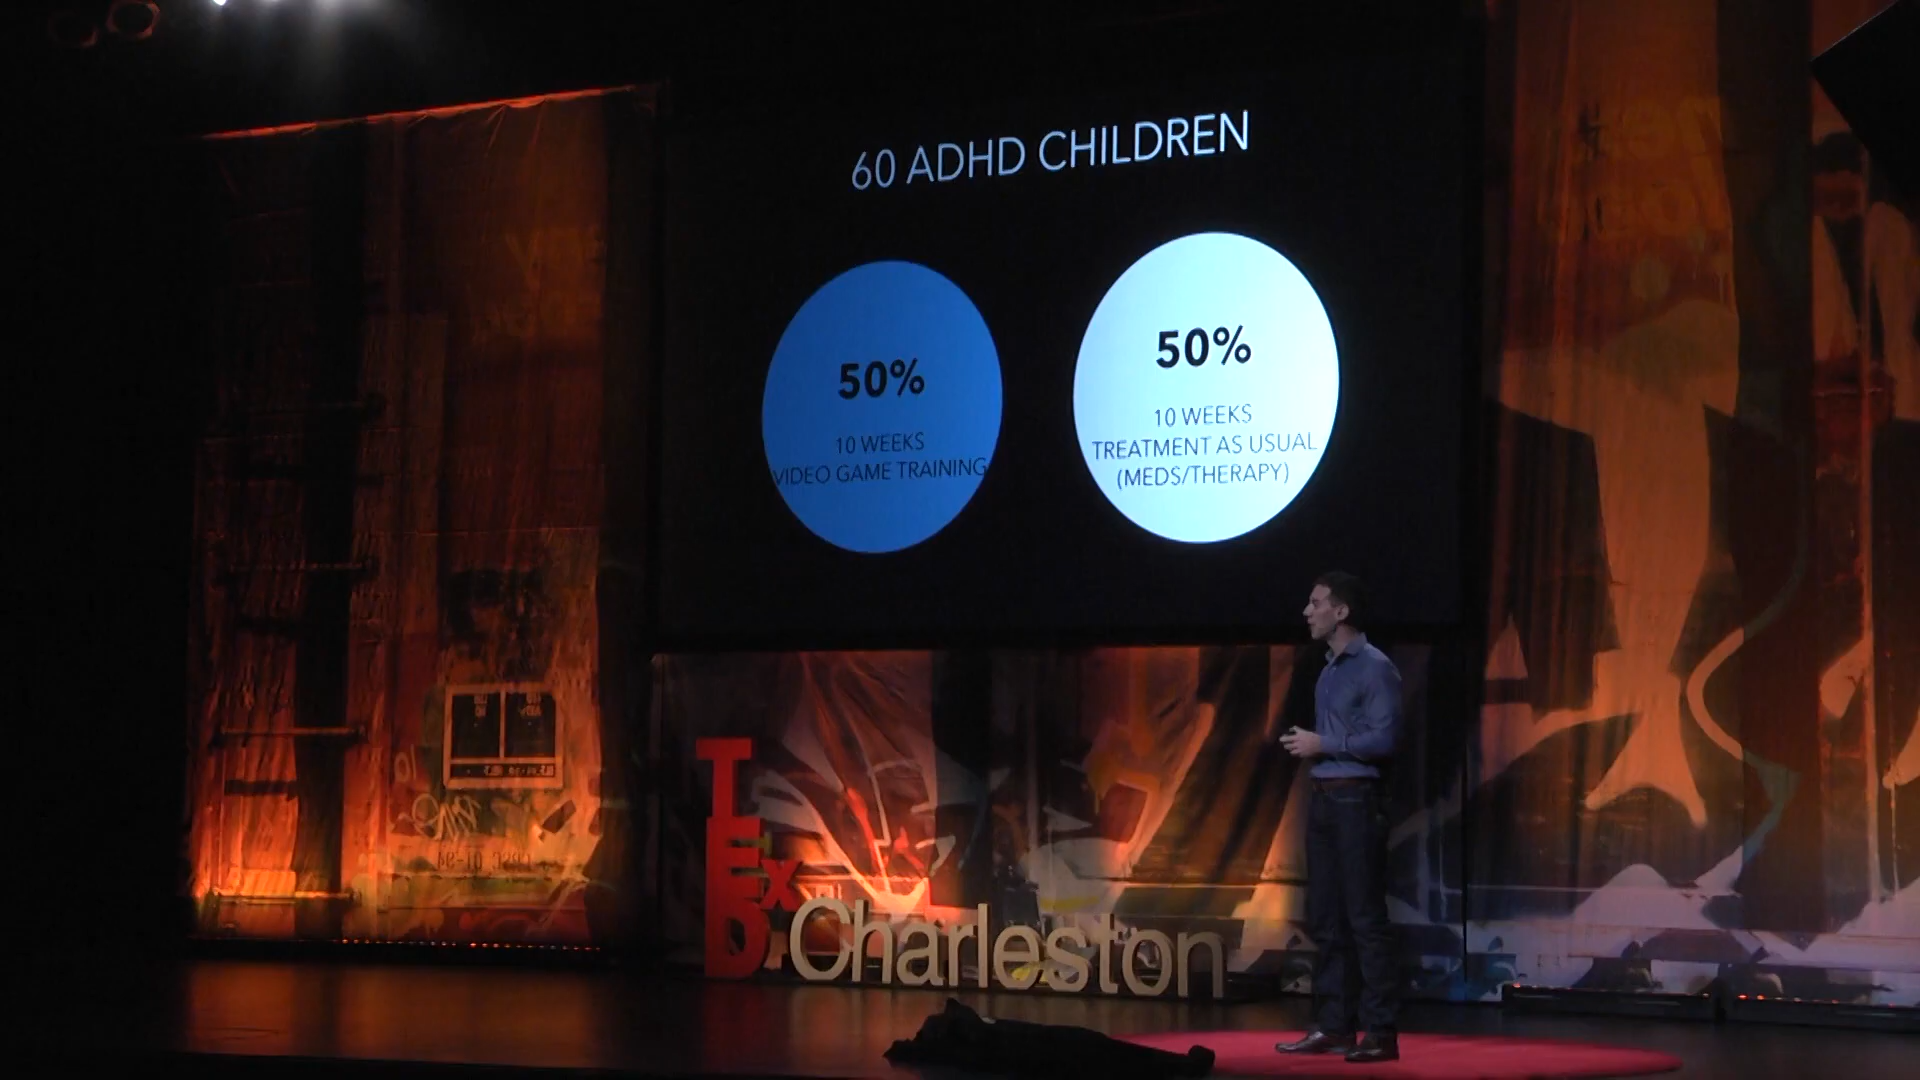 60 ADHD CHILDREN
50%
10 WEEKS
VIDEO GAME TRAINING
50%
10 WEEKS
TREATMENT AS USUAL
(MEDS/THERAPY)
TEDx
Charleston